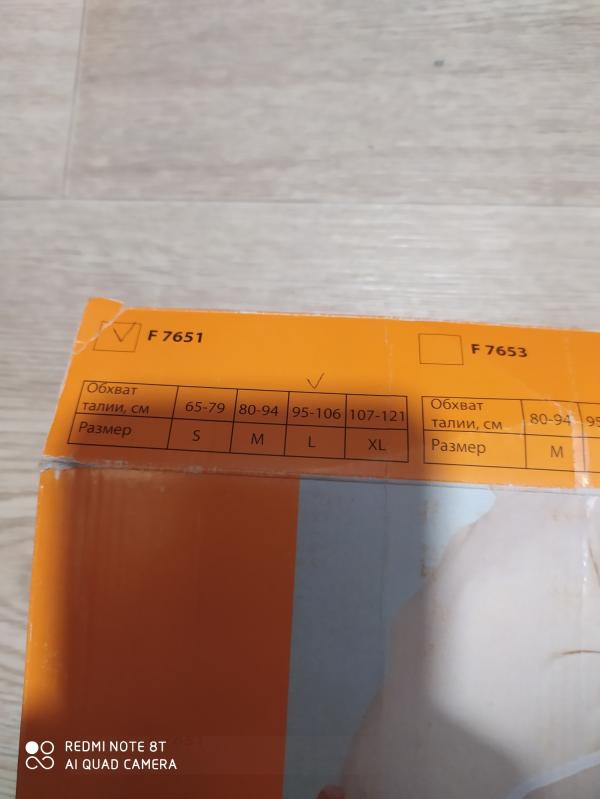 F 7651
F 7653
Обхват
талии, см 65-79 80-94 95-106 107-121
Размер S M L XL
Обхват
талии, см 80-94 95
Размер M
REDMI NOTE 8T
AI QUAD CAMERA